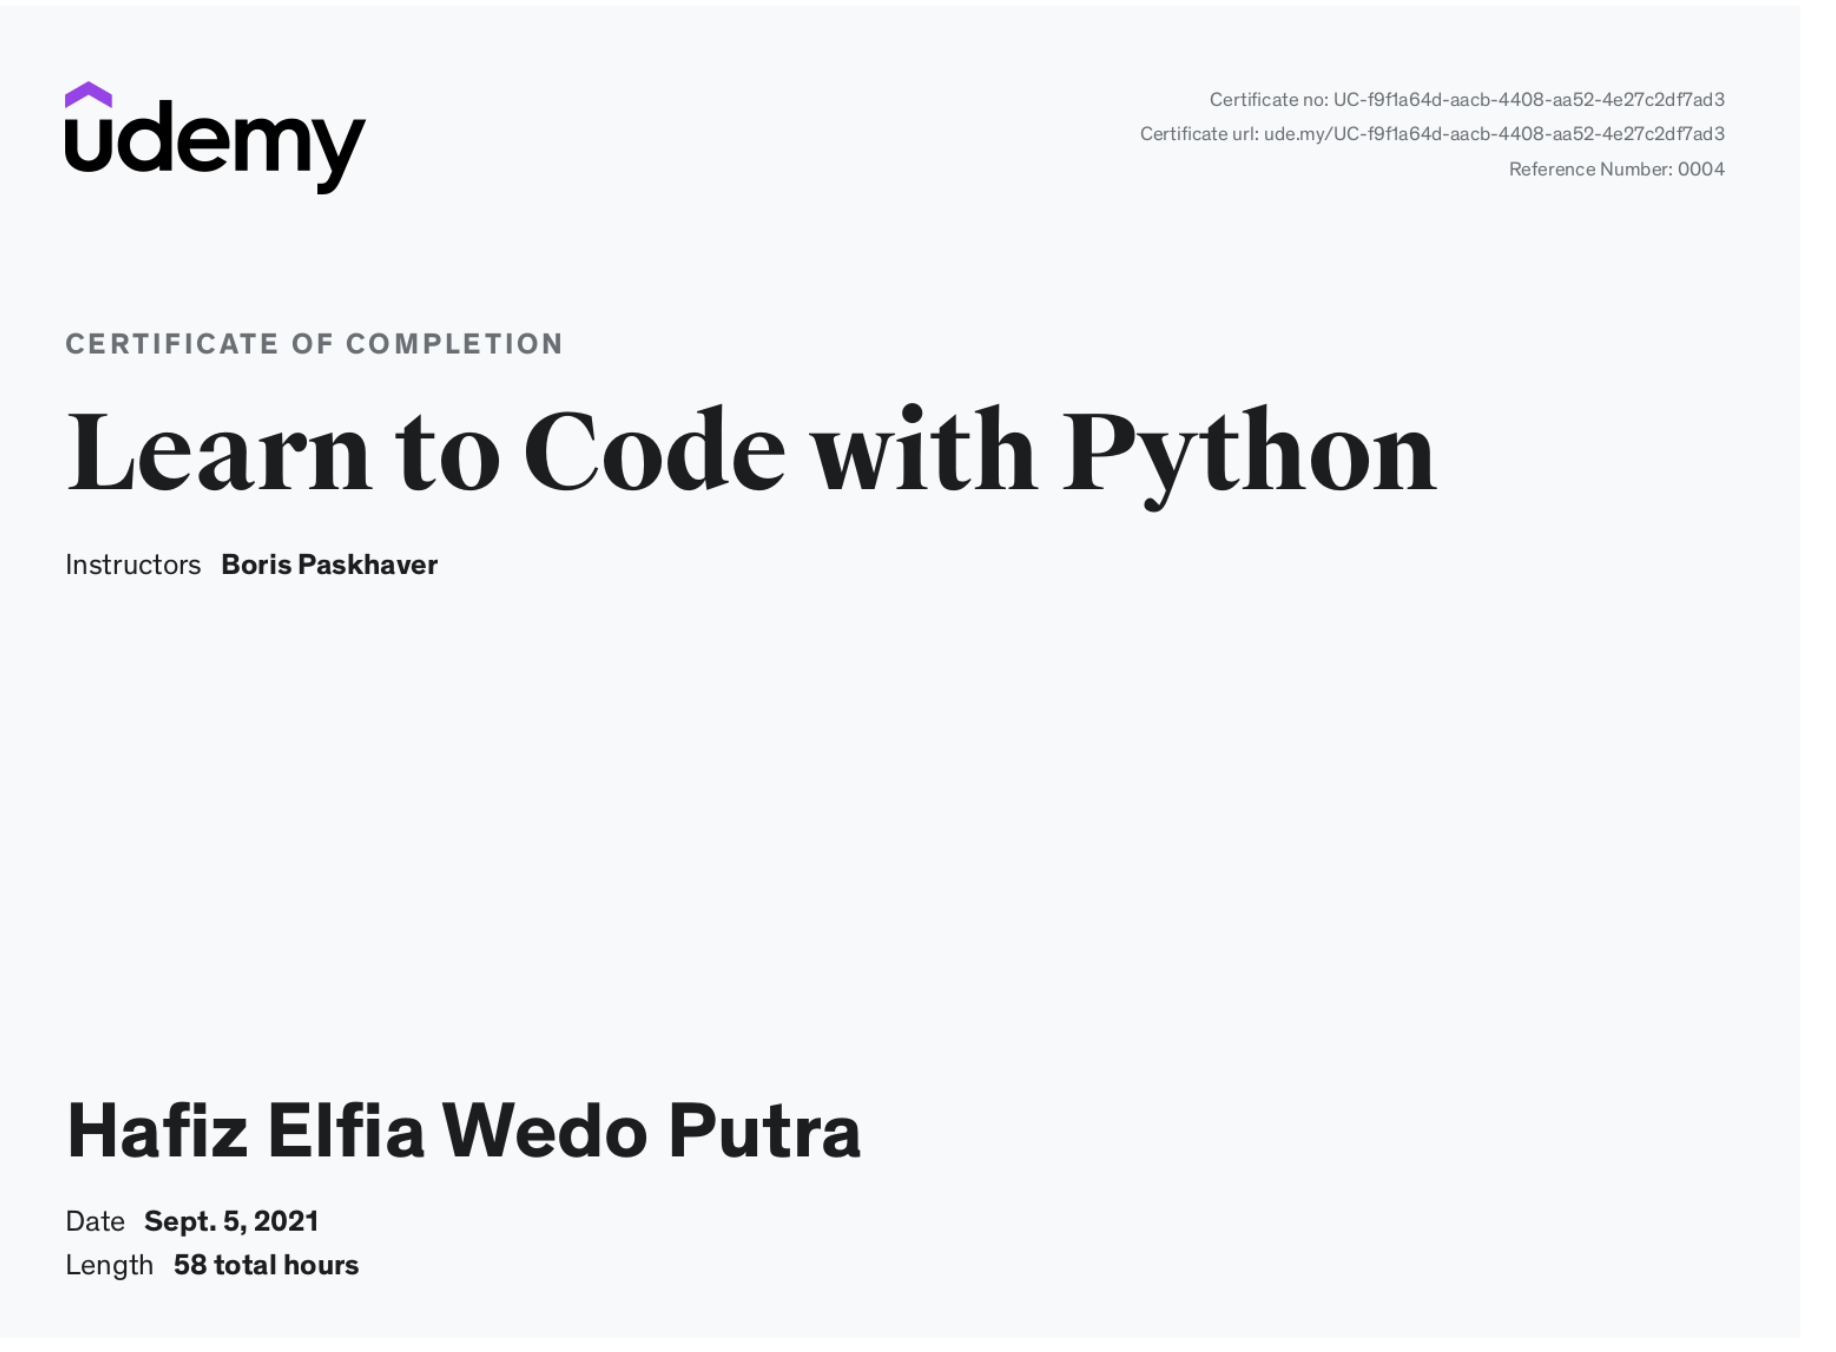 udemy
Certificate no: UC-f9f1a64d-aacb-4408-aa52-4e27c2df7ad3
Certificate url: ude.my/UC-f9f1a64d-aacb-4408-aa52-4e27c2df7ad3
Reference Number: 0004
CERTIFICATE OF COMPLETION
Learn to Code with Python
Instructors Boris Paskhaver
Hafiz Elfia Wedo Putra
Date Sept. 5, 2021
Length 58 total hours